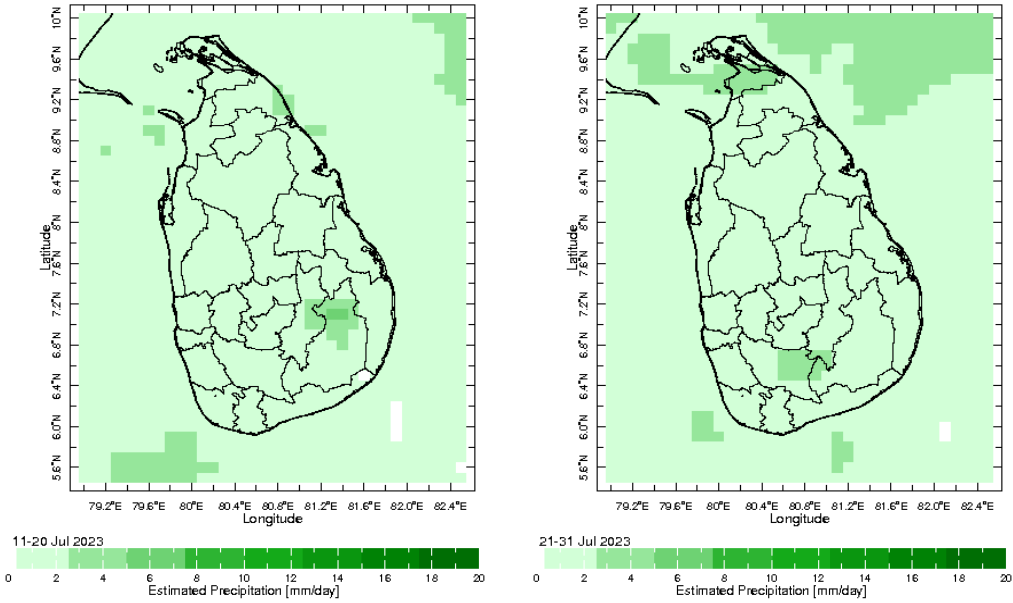 10°N
9.6°N
9.2°N
8.8°N
8.4°N
8°N
7.6°N
7.2°N
6.8°N
6.4°N
6.0°N
5.6°N
Latitude
79.2°E 79.6°E 80°E 80.4°E 80.8°E 81.2°E 81.6°E 82.0°E 82.4°E
Longitude
11-20 Jul 2023
0 2 4 6 8 10 12 14 16 18 20
Estimated Precipitation [mm/day]
10°N
9.6°N
9.2°N
8.8°N
8.4°N
8°N
7.6°N
7.2°N
6.8°N
6.4°N
6.0°N
5.6°N
Latitude
79.2°E 79.6°E 80°E 80.4°E 80.8°E 81.2°E 81.6°E 82.0°E 82.4°E
Longitude
21-31 Jul 2023
0 2 4 6 8 10 12 14 16 18 20
Estimated Precipitation [mm/day]